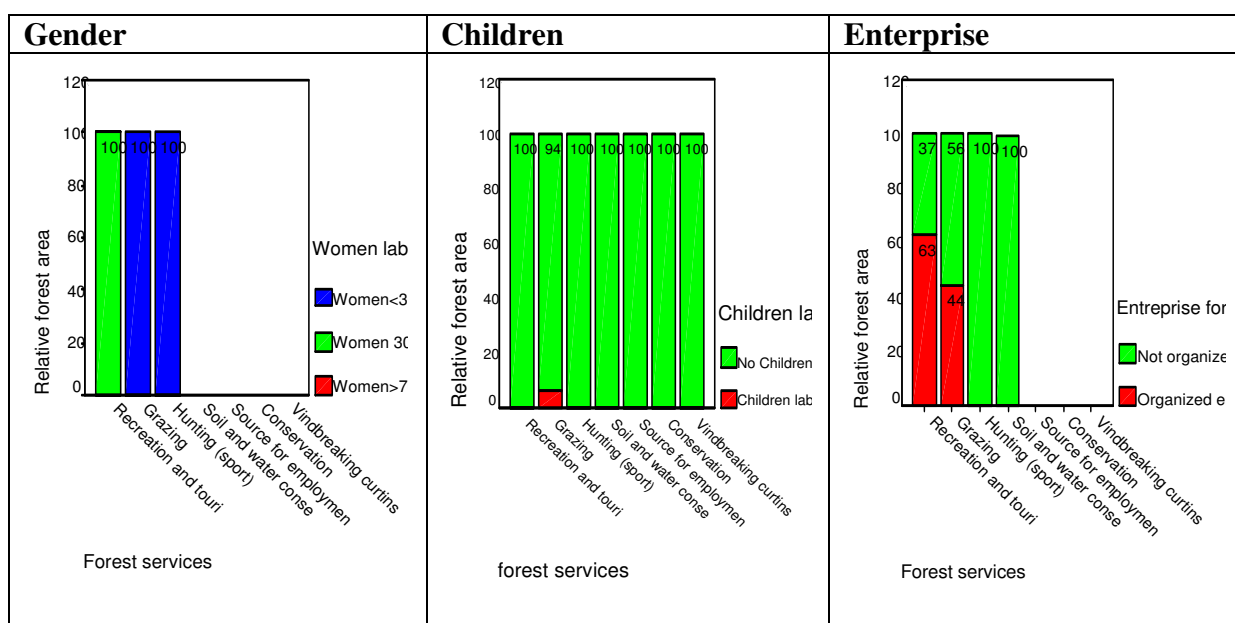 Gender
120
100
80
60
40
20
0
Relative forest area
100
100
100
Women lab
Women<3
Women 30
Women>7
Recreation and touri
Grazing
Hunting (sport)
Soil and water conse
Source for employmen
Conservation
Vindbreaking curtins
Forest services
Children
120
100
80
60
40
20
0
Relative forest area
100
94
100
100
100
100
100
Children la
No Children
Children lab
Recreation and touri
Grazing
Hunting (sport)
Soil and water conse
Source for employmen
Conservation
Vindbreaking curtins
forest services
Enterprise
12
10
80
60
40
20
0
Relative forest area
37
56
100
100
63
44
Entreprise for
Not organize
Organized e
Recreation and touri
Grazing
Hunting (sport)
Soil and water conse
Source for employmen
Conservation
Vindbreaking curtins
Forest services